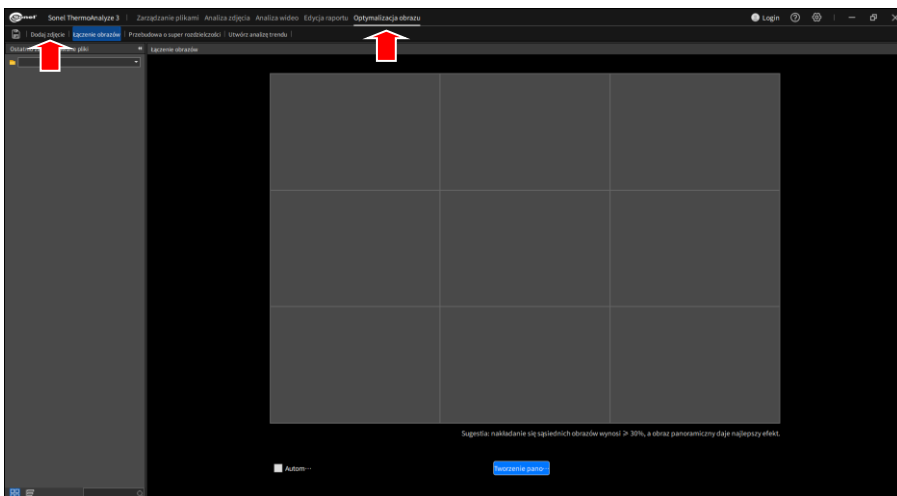 Sonel Sonel ThermoAnalyze 3 Zarządzanie plikami Analiza zdjęcia Analiza wideo Edycja raportu Optymalizacja obrazu Login
Dodaj zdjęcie Łączenie obrazów Przebudowa o super rozdzielczości Utwórz analizę trendu
pliki Łączenie obrazów
Sugestia: nakładanie się sąsiednich obrazów wynosi ⩾ 30%, a obraz panoramiczny daje najlepszy efekt.
Autom··· Tworzenie pano···